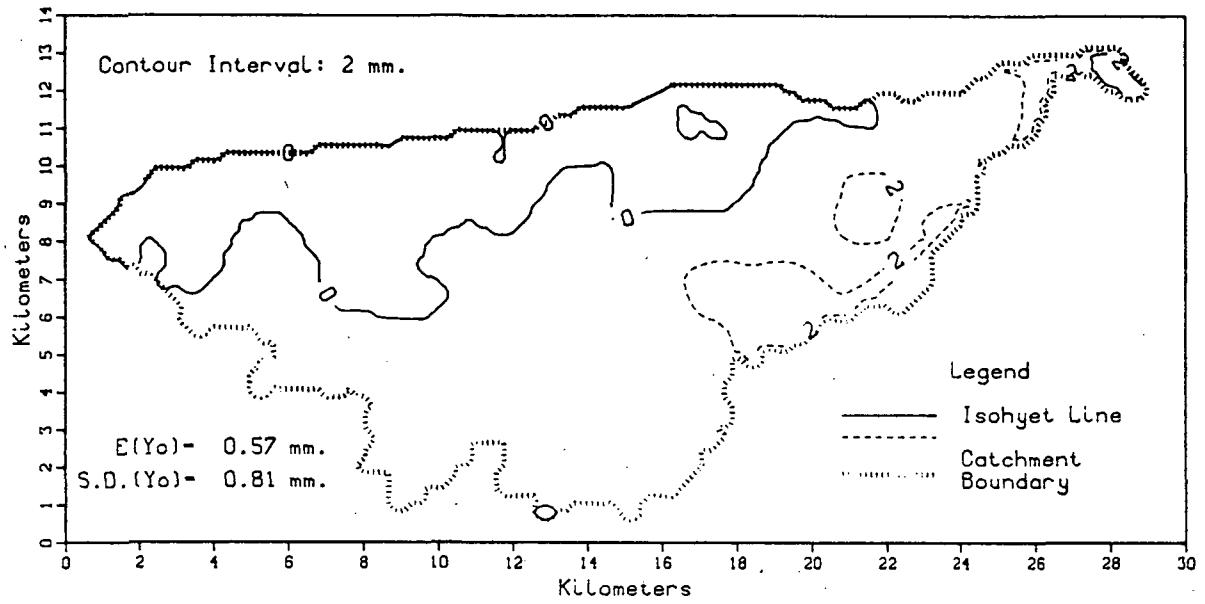 Contour Interval: 2 mm.
14
13
12
11
10
9
8
7
6
5
4
3
2
1
0
Kilometers
0
0
0
0
2
2
2
2
2
E(Yo)= 0.57 mm.
S.D.(Yo)= 0.81 mm.
Legend
Isohyet Line
Catchment
Boundary
0 2 4 6 8 10 12 14 16 18 20 22 24 26 28 30
Kilometers